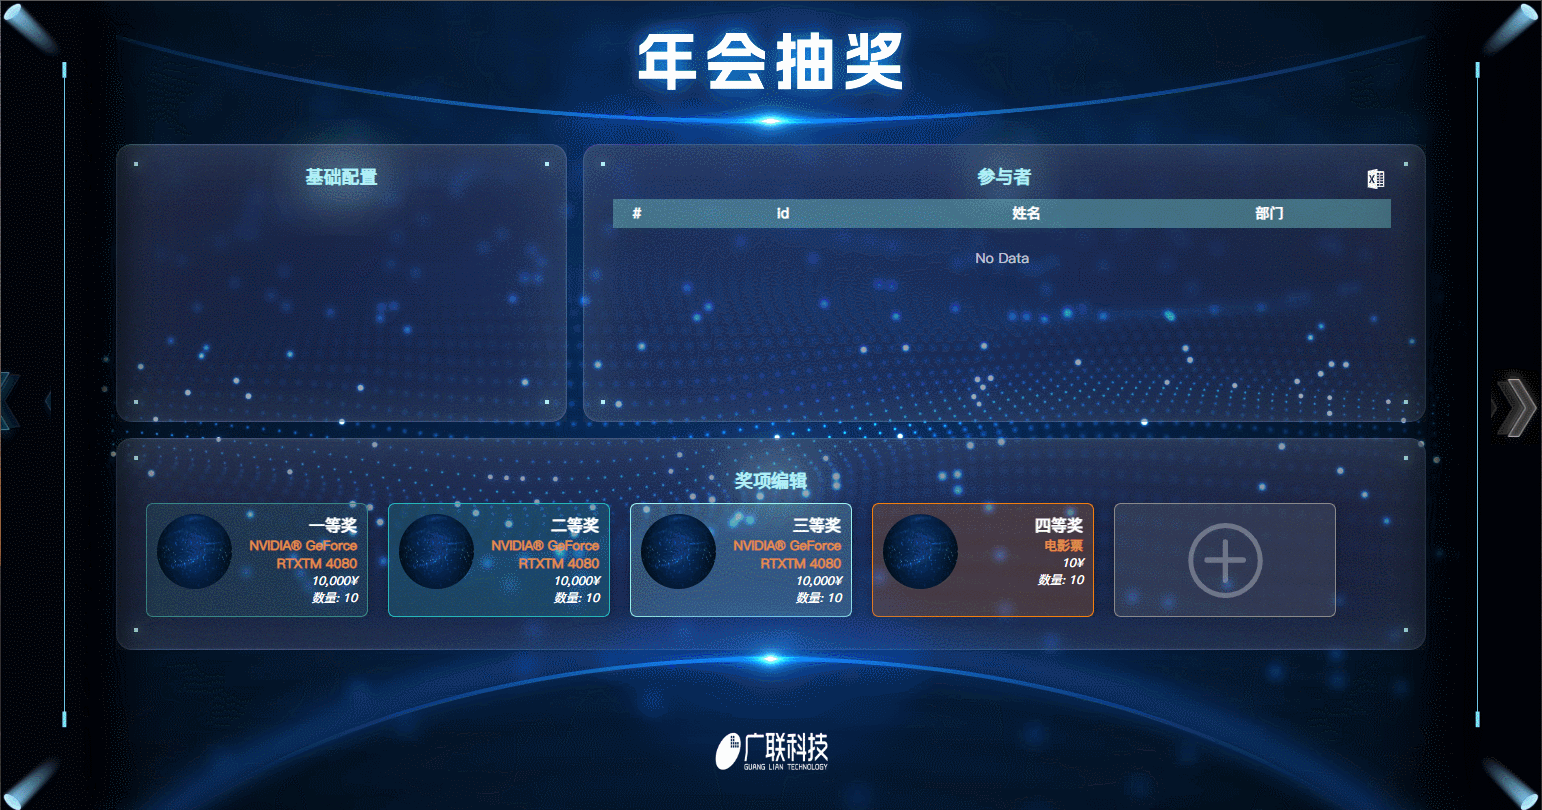 年会抽奖
基础配置
参与者
# id 姓名 部门
No Data
奖项编辑
一等奖
NVIDIA® GeForce
RTXTM 4080
10,000¥
数量: 10
二等奖
NVIDIA® GeForce
RTXTM 4080
10,000¥
数量: 10
三等奖
NVIDIA® GeForce
RTXTM 4080
10,000¥
数量: 10
四等奖
电影票
10¥
数量: 10
广联科技
GUANG LIAN TECHNOLOGY